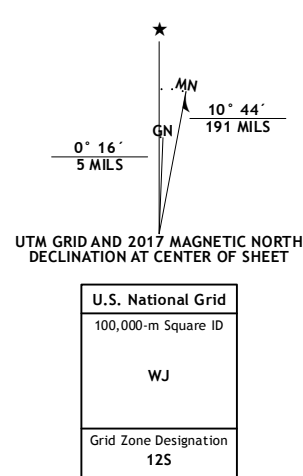 ★
MN
10° 44´
191 MILS
GN
0° 16´
5 MILS
UTM GRID AND 2017 MAGNETIC NORTH
DECLINATION AT CENTER OF SHEET
U.S. National Grid
100,000-m Square ID
WJ
Grid Zone Designation
12S